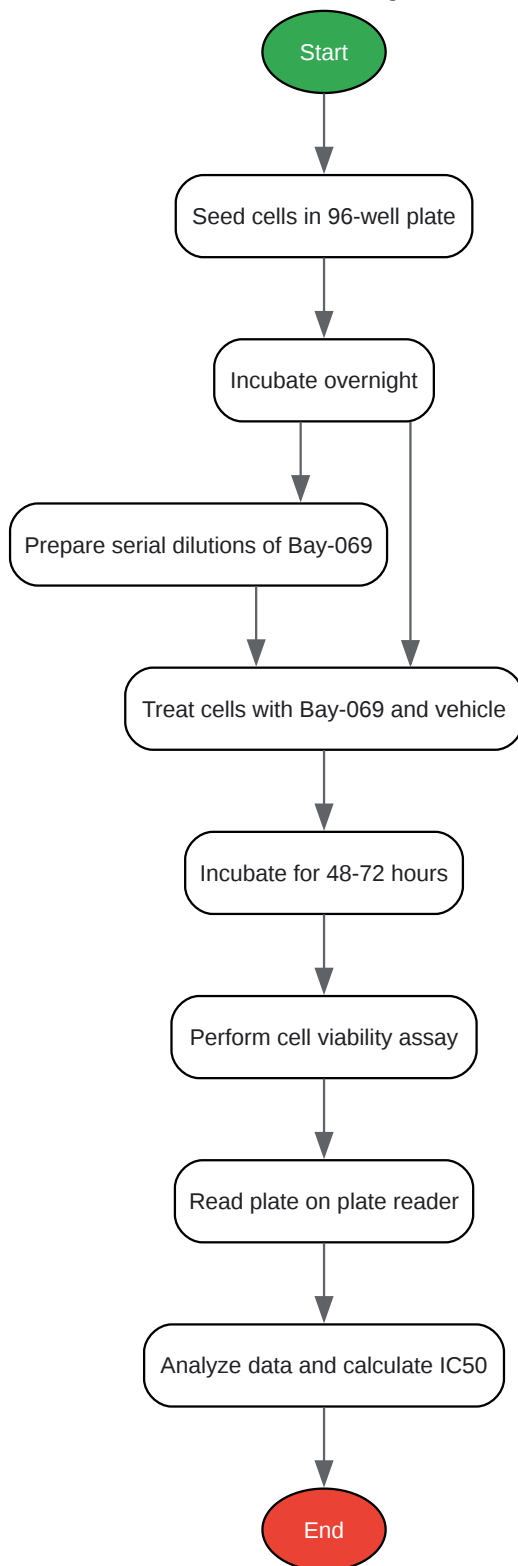 Start
Seed cells in 96-well plate
Incubate overnight
Prepare serial dilutions of Bay-069
Treat cells with Bay-069 and vehicle
Incubate for 48-72 hours
Perform cell viability assay
Read plate on plate reader
Analyze data and calculate IC50
End